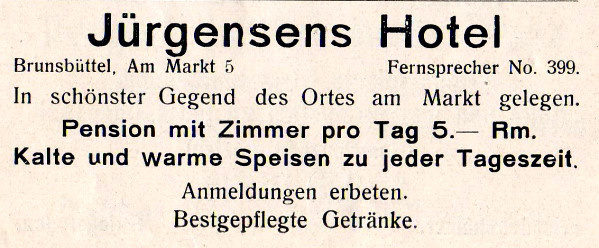 Jürgensens Hotel
Brunsbüttel, Am Markt 5 Fernsprecher No. 399.
In schönster Gegend des Ortes am Markt gelegen.
Pension mit Zimmer pro Tag 5.— Rm.
Kalte und warme Speisen zu jeder Tageszeit.
Anmeldungen erbeten.
Bestgepflegte Getränke.